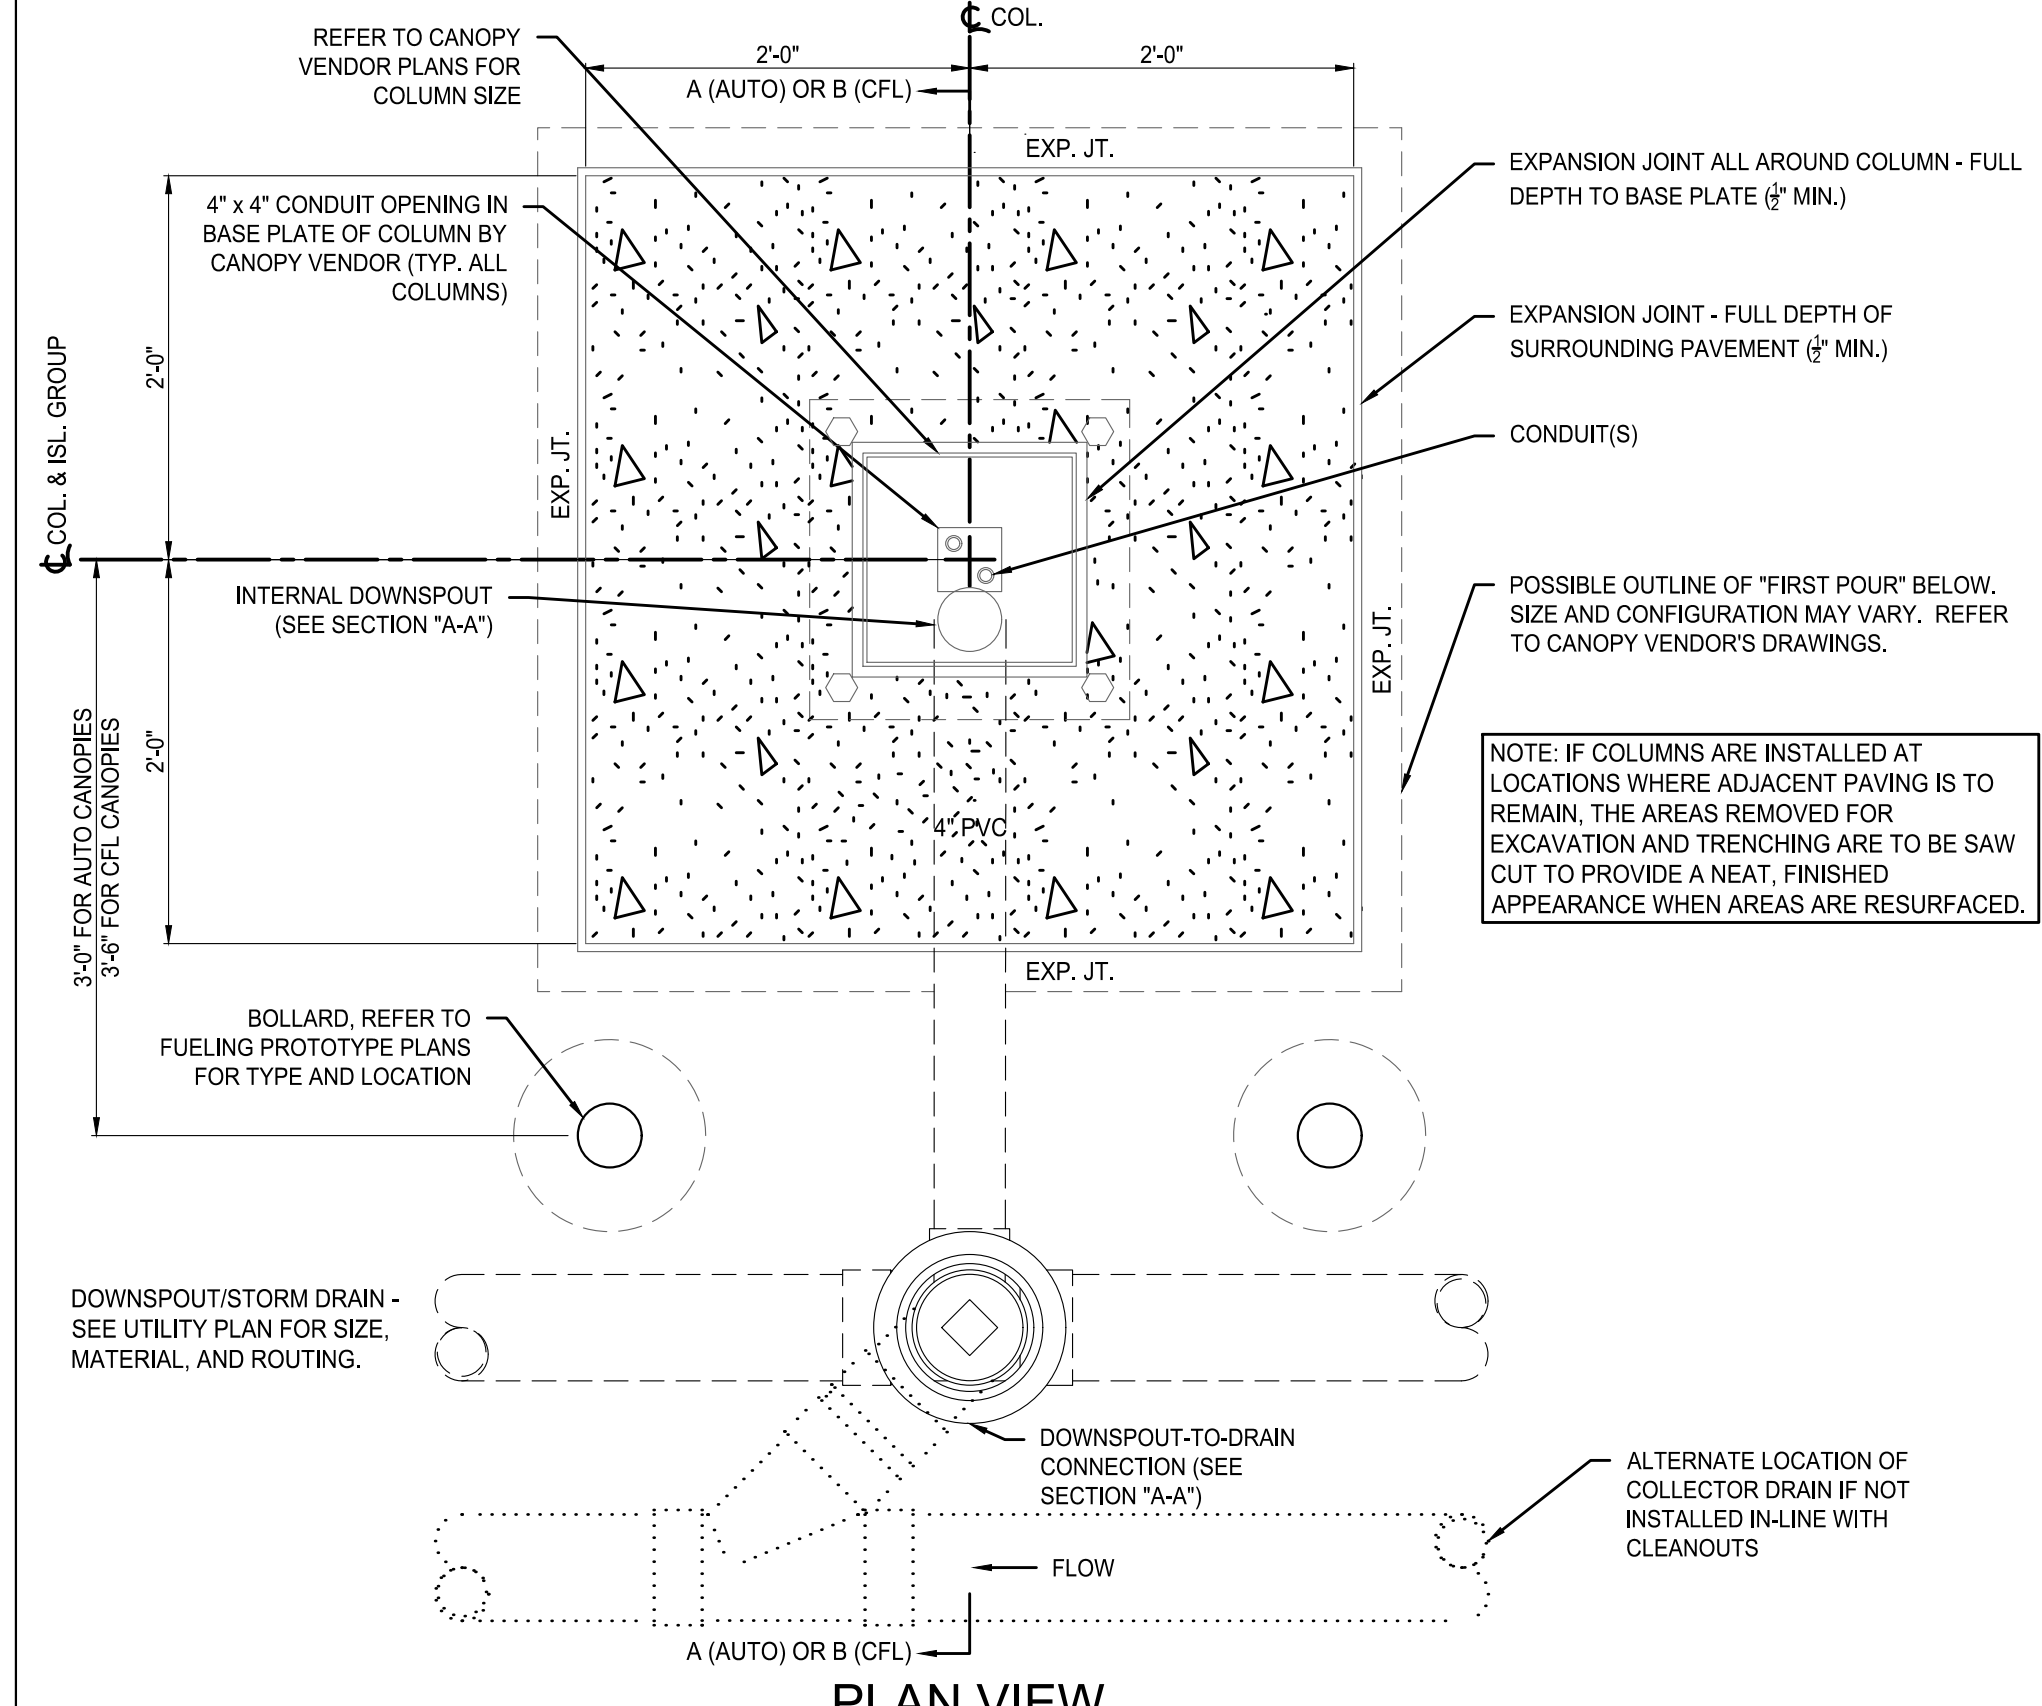 ℄ COL.
REFER TO CANOPY
VENDOR PLANS FOR
COLUMN SIZE
2'-0"
2'-0"
A (AUTO) OR B (CFL)
EXP. JT.
EXPANSION JOINT ALL AROUND COLUMN - FULL
DEPTH TO BASE PLATE (½" MIN.)
4" x 4" CONDUIT OPENING IN
BASE PLATE OF COLUMN BY
CANOPY VENDOR (TYP. ALL
COLUMNS)
EXPANSION JOINT - FULL DEPTH OF
SURROUNDING PAVEMENT (½" MIN.)
2'-0"
℄ COL. & ISL. GROUP
EXP. JT.
CONDUIT(S)
INTERNAL DOWNSPOUT
(SEE SECTION "A-A")
POSSIBLE OUTLINE OF "FIRST POUR" BELOW.
SIZE AND CONFIGURATION MAY VARY. REFER
TO CANOPY VENDOR'S DRAWINGS.
EXP. JT.
2'-0"
3'-0" FOR AUTO CANOPIES
3'-6" FOR CFL CANOPIES
NOTE: IF COLUMNS ARE INSTALLED AT
LOCATIONS WHERE ADJACENT PAVING IS TO
REMAIN, THE AREAS REMOVED FOR
EXCAVATION AND TRENCHING ARE TO BE SAW
CUT TO PROVIDE A NEAT, FINISHED
APPEARANCE WHEN AREAS ARE RESURFACED.
4" PVC
EXP. JT.
BOLLARD, REFER TO
FUELING PROTOTYPE PLANS
FOR TYPE AND LOCATION
DOWNSPOUT/STORM DRAIN -
SEE UTILITY PLAN FOR SIZE,
MATERIAL, AND ROUTING.
DOWNSPOUT-TO-DRAIN
CONNECTION (SEE
SECTION "A-A")
ALTERNATE LOCATION OF
COLLECTOR DRAIN IF NOT
INSTALLED IN-LINE WITH
CLEANOUTS
FLOW
A (AUTO) OR B (CFL)
PLAN VIEW